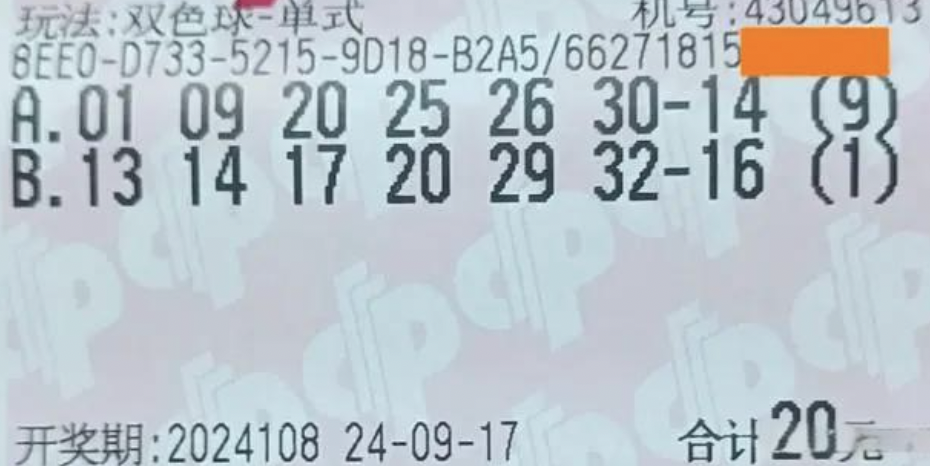 玩法:双色球-单式 机号:43049613
8EE0-D733-5215-9D18-B2A5/66271815
A.01 09 20 25 26 30-14 (9)
B.13 14 17 20 29 32-16 (1)
开奖期:2024108 24-09-17 合计20元